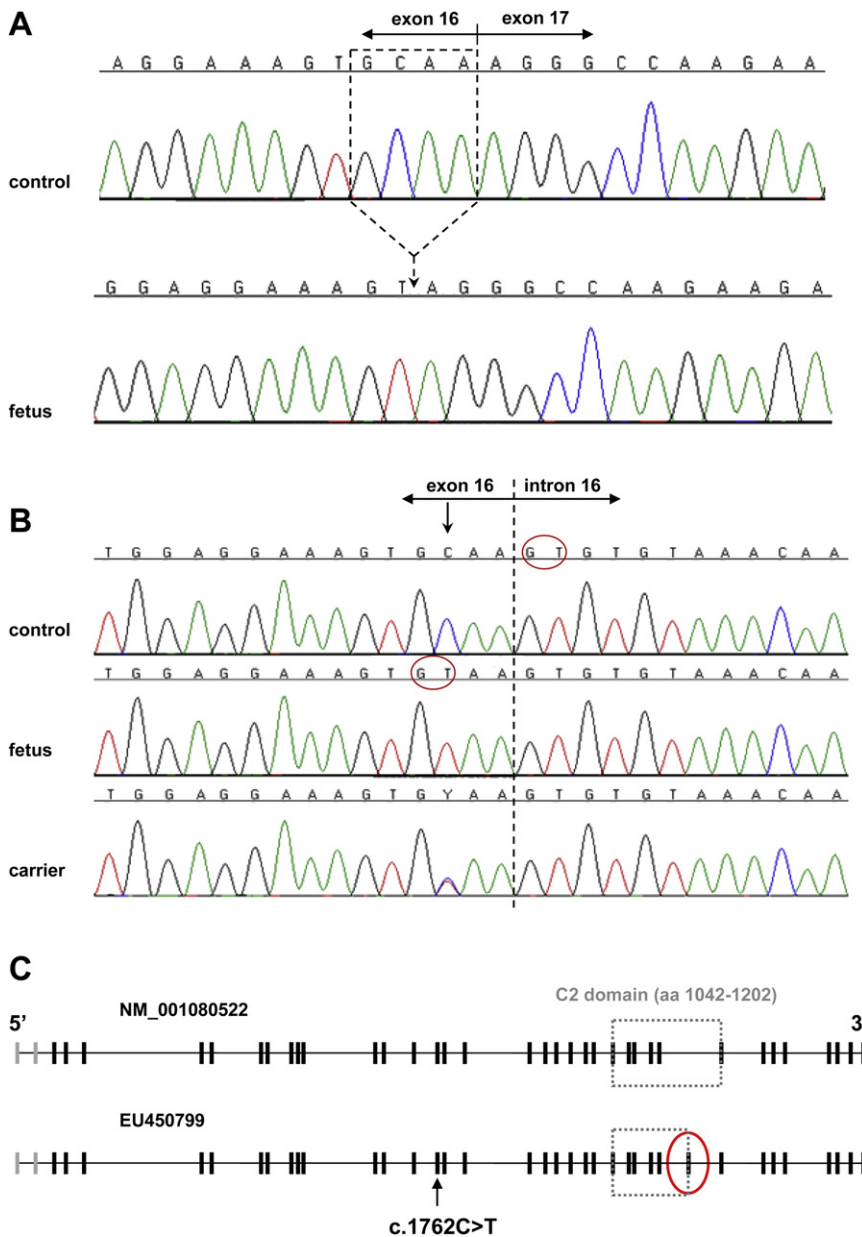 A
exon 16 exon 17
A G G A A A G T G C A A A G G G C C A A G A A
control
G G A G G A A A G T A G G G C C A A G A A G A
fetus
B
exon 16 intron 16
T G G A G G A A A G T G C A A G T G T G T A A A C A A
control
T G G A G G A A A G T G T A A G T G T G T A A A C A A
fetus
T G G A G G A A A G T G Y A A G T G T G T A A A C A A
carrier
C
C2 domain (aa 1042-1202)
NM_001080522
5’ 3
EU450799
c.1762C>T